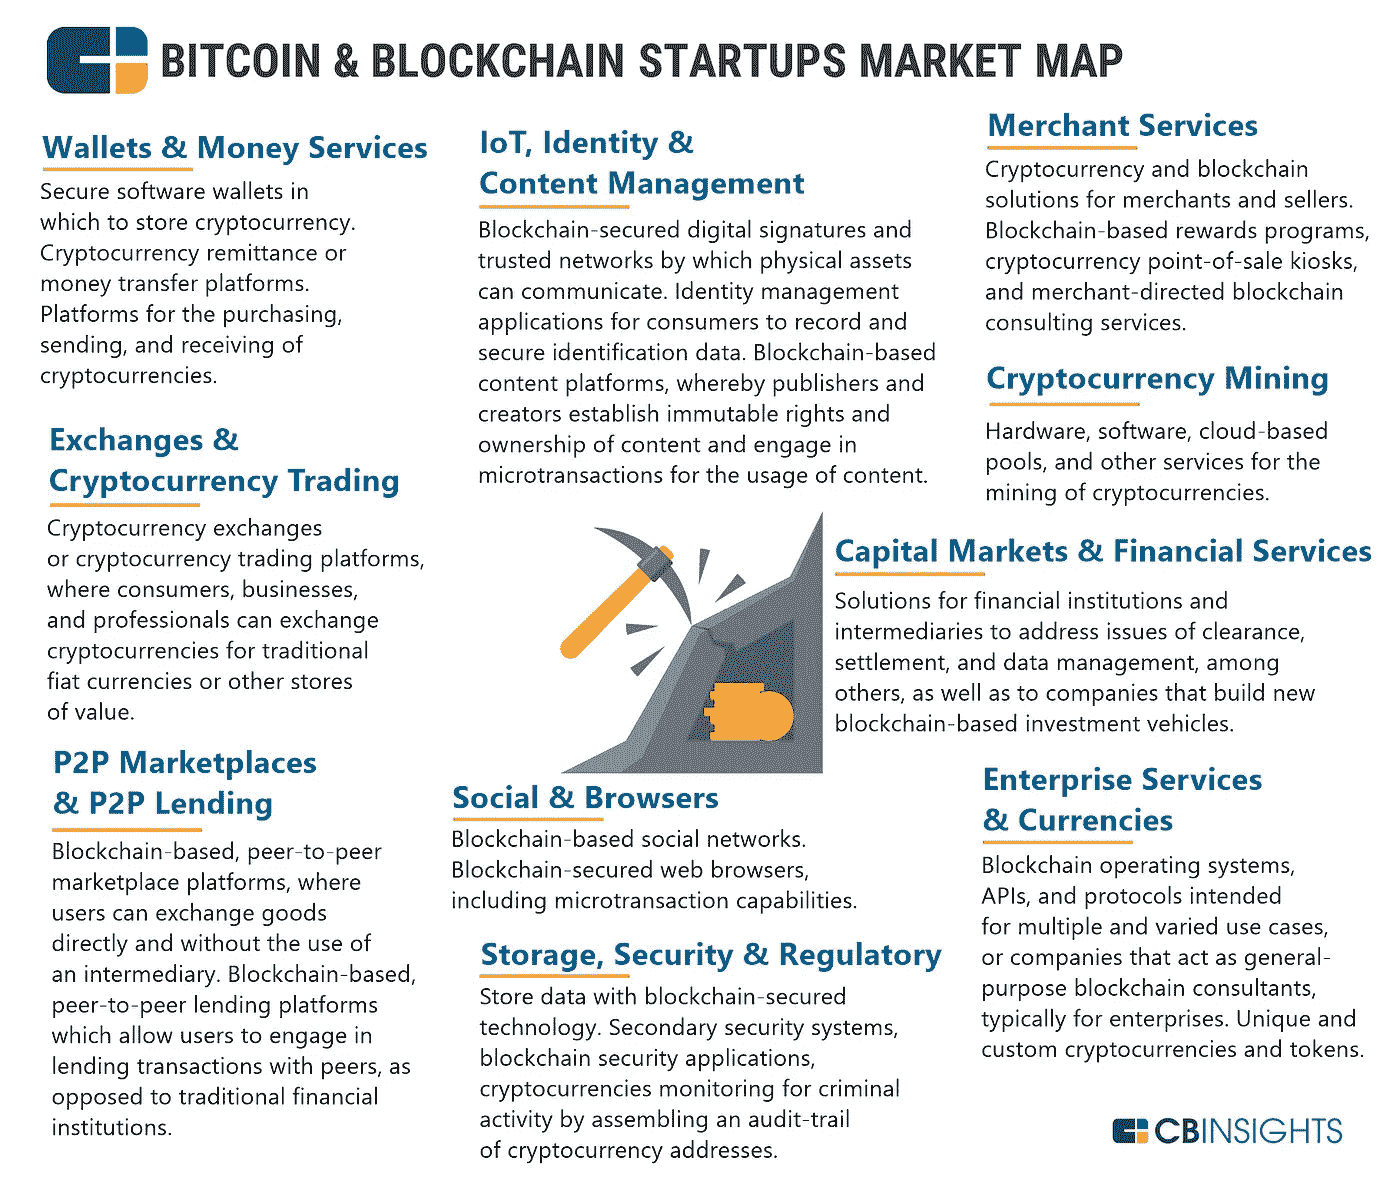 BITCOIN & BLOCKCHAIN STARTUPS MARKET MAP
Wallets & Money Services
Secure software wallets in
which to store cryptocurrency.
Cryptocurrency remittance or
money transfer platforms.
Platforms for the purchasing,
sending, and receiving of
cryptocurrencies.
Exchanges &
Cryptocurrency Trading
Cryptocurrency exchanges
or cryptocurrency trading platforms,
where consumers, businesses,
and professionals can exchange
cryptocurrencies for traditional
fiat currencies or other stores
of value.
P2P Marketplaces
& P2P Lending
Blockchain-based, peer-to-peer
marketplace platforms, where
users can exchange goods
directly and without the use of
an intermediary. Blockchain-based,
peer-to-peer lending platforms
which allow users to engage in
lending transactions with peers, as
opposed to traditional financial
institutions.
IoT, Identity &
Content Management
Blockchain-secured digital signatures and
trusted networks by which physical assets
can communicate. Identity management
applications for consumers to record and
secure identification data. Blockchain-based
content platforms, whereby publishers and
creators establish immutable rights and
ownership of content and engage in
microtransactions for the usage of content.
Social & Browsers
Blockchain-based social networks.
Blockchain-secured web browsers,
including microtransaction capabilities.
Storage, Security & Regulatory
Store data with blockchain-secured
technology. Secondary security systems,
blockchain security applications,
cryptocurrencies monitoring for criminal
activity by assembling an audit-trail
of cryptocurrency addresses.
Merchant Services
Cryptocurrency and blockchain
solutions for merchants and sellers.
Blockchain-based rewards programs,
cryptocurrency point-of-sale kiosks,
and merchant-directed blockchain
consulting services.
Cryptocurrency Mining
Hardware, software, cloud-based
pools, and other services for the
mining of cryptocurrencies.
Capital Markets & Financial Services
Solutions for financial institutions and
intermediaries to address issues of clearance,
settlement, and data management, among
others, as well as to companies that build new
blockchain-based investment vehicles.
Enterprise Services
& Currencies
Blockchain operating systems,
APIs, and protocols intended
for multiple and varied use cases,
or companies that act as general-
purpose blockchain consultants,
typically for enterprises. Unique and
custom cryptocurrencies and tokens.
CBINSIGHTS